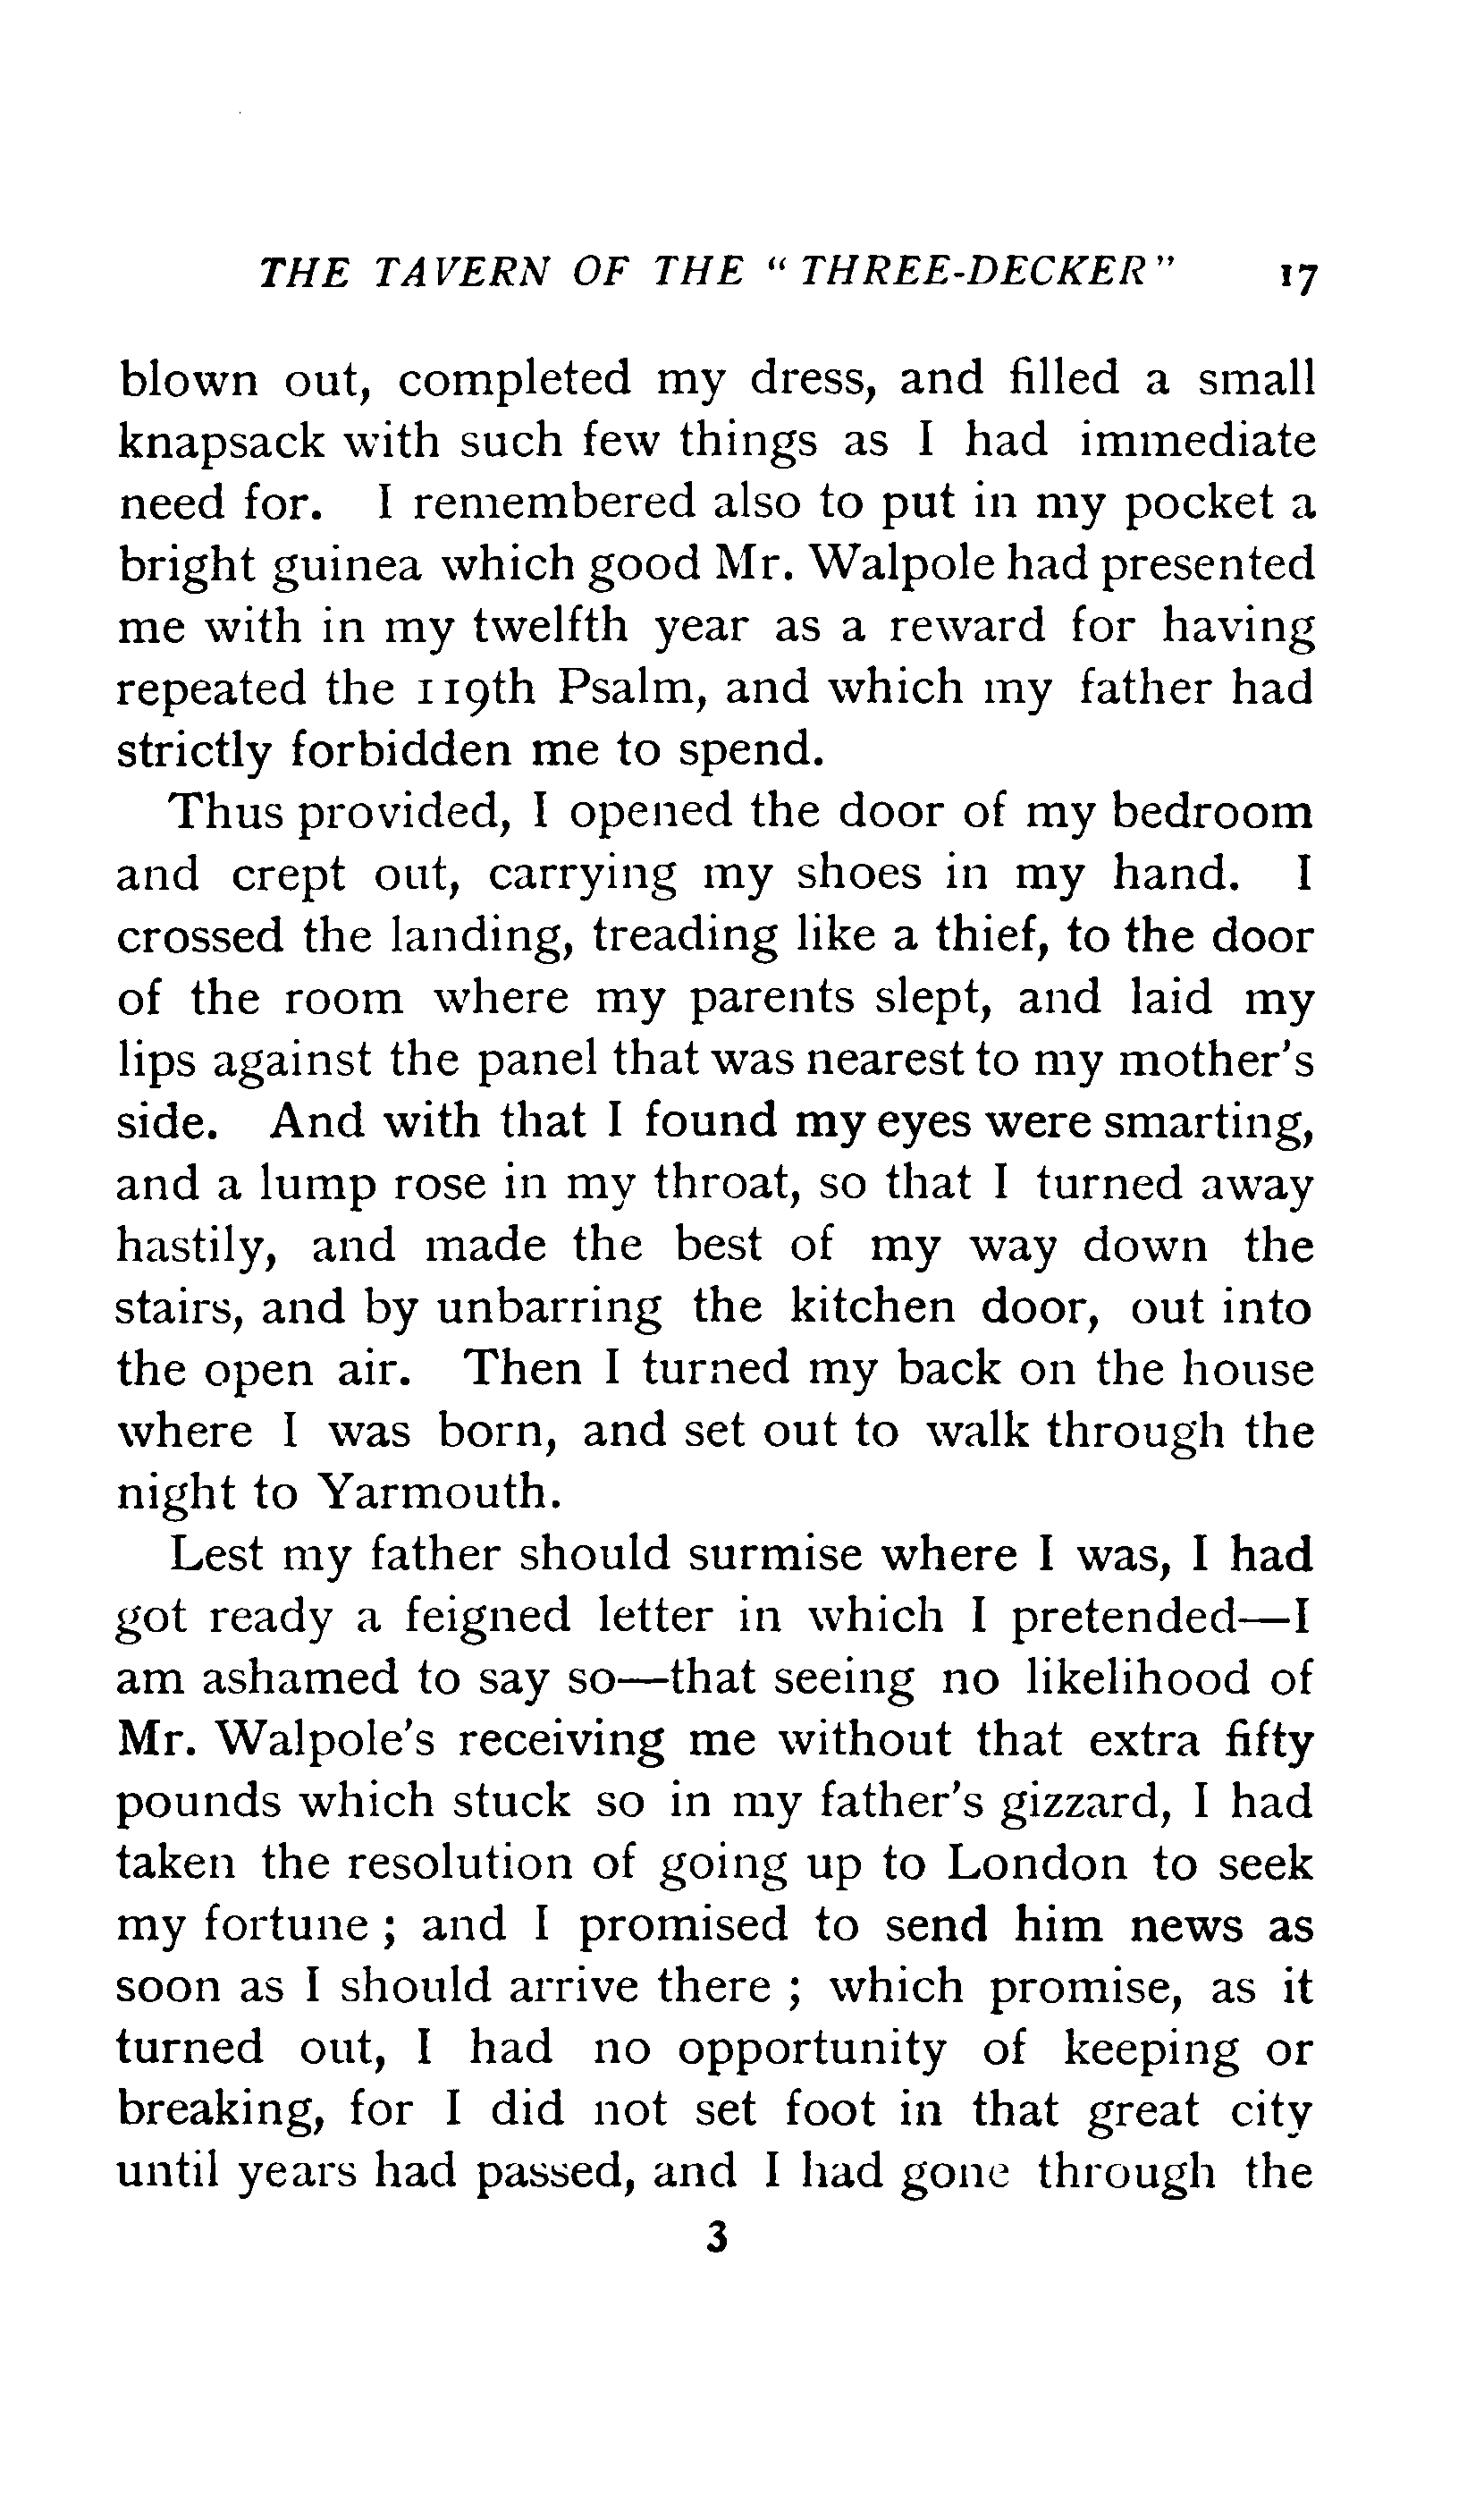 THE TAVERN OF THE " THREE-DECKER" 17
blown out, completed my dress, and filled a small
knapsack with such few things as I had immediate
need for. I remembered also to put in my pocket a
bright guinea which good Mr. Walpole had presented
me with in my twelfth year as a reward for having
repeated the 119th Psalm, and which my father had
strictly forbidden me to spend.
Thus provided, I opened the door of my bedroom
and crept out, carrying my shoes in my hand. I
crossed the landing, treading like a thief, to the door
of the room where my parents slept, and laid my
lips against the panel that was nearest to my mother's
side. And with that I found my eyes were smarting,
and a lump rose in my throat, so that I turned away
hastily, and made the best of my way down the
stairs, and by unbarring the kitchen door, out into
the open air. Then I turned my back on the house
where I was born, and set out to walk through the
night to Yarmouth.
Lest my father should surmise where I was, I had
got ready a feigned letter in which I pretended—I
am ashamed to say so—that seeing no likelihood of
Mr. Walpole's receiving me without that extra fifty
pounds which stuck so in my father's gizzard, I had
taken the resolution of going up to London to seek
my fortune ; and I promised to send him news as
soon as I should arrive there ; which promise, as it
turned out, I had no opportunity of keeping or
breaking, for I did not set foot in that great city
until years had passed, and I had gone through the
3